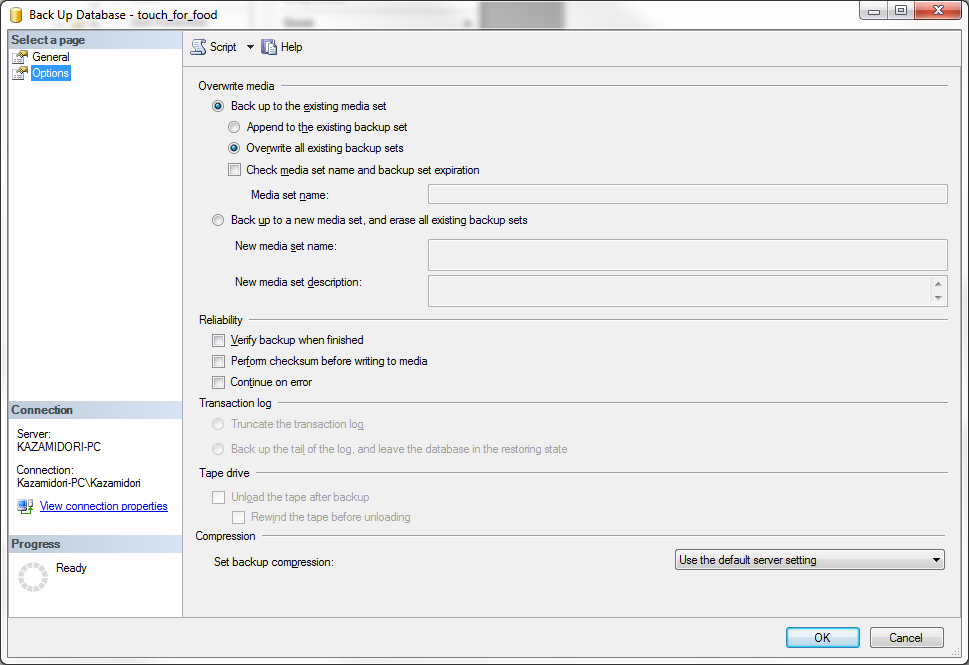 Back Up Database - touch_for_food
Select a page
General
Options
Script
Help
Overwrite media
Back up to the existing media set
Append to the existing backup set
Overwrite all existing backup sets
Check media set name and backup set expiration
Media set name:
Back up to a new media set, and erase all existing backup sets
New media set name:
New media set description:
Reliability
Verify backup when finished
Perform checksum before writing to media
Continue on error
Transaction log
Truncate the transaction log
Back up the tail of the log, and leave the database in the restoring state
Tape drive
Unload the tape after backup
Rewind the tape before unloading
Compression
Set backup compression:
Use the default server setting
Connection
Server:
KAZAMIDORI-PC
Connection:
Kazamidori-PC\Kazamidori
View connection properties
Progress
Ready
OK
Cancel